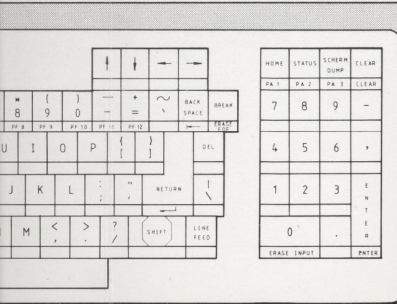 HOME STATUS SCHERM DUMP CLEAR
PA 1 PA 2 PA 3 CLEAR
* ( ) — + ~ BACK SPACE BREAK
8 9 0 - = `
PF 8 PF 9 PF 10 PF 11 PF 12 ERASE EOF
7 8 9 -
U I O P { [ } ] DEL
4 5 6
J K L : ; " , RETURN | \
1 2 3 ENTER
M < , > . ? / SHIFT LINE FEED
0 .
ERASE INPUT ENTER